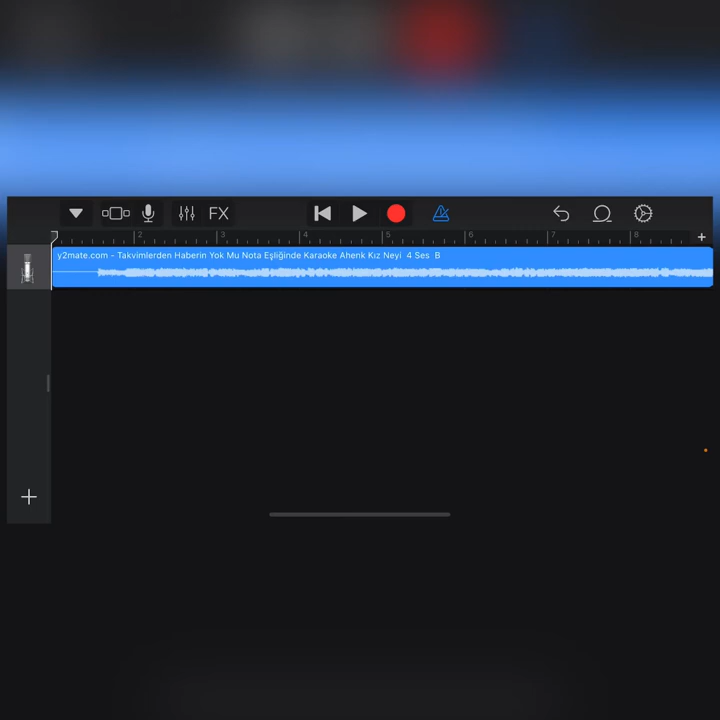 FX
2 3 4 5 6 7 8
y2mate.com - Takvimlerden Haberin Yok Mu Nota Eşliğinde Karaoke Ahenk Kız Neyi 4 Ses B